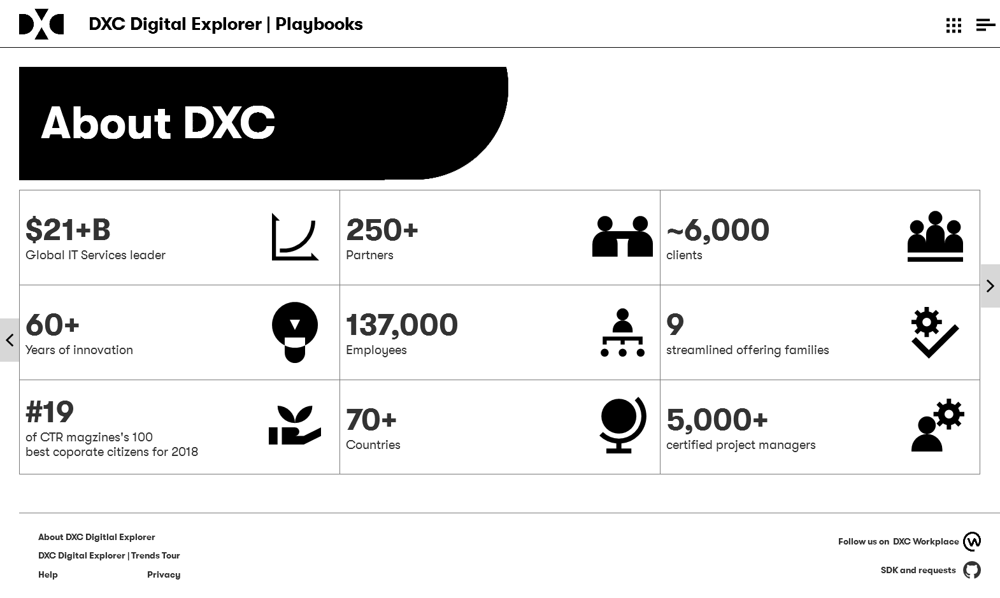 DXC
DXC Digital Explorer | Playbooks
About DXC
$21+B
Global IT Services leader
250+
Partners
~6,000
clients
60+
Years of innovation
137,000
Employees
9
streamlined offering families
#19
of CTR magzines's 100
best coporate citizens for 2018
70+
Countries
5,000+
certified project managers
About DXC Digitlal Explorer
DXC Digital Explorer | Trends Tour
Help
Privacy
Follow us on DXC Workplace
SDK and requests